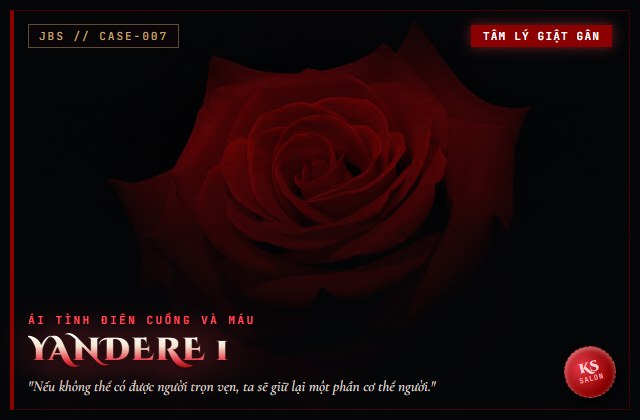 JBS // CASE-007
TÂM LÝ GIẬT GÂN
ÁI TÌNH ĐIÊN CUỒNG VÀ MÁU
YANDERE 1
"Nếu không thể có được người trọn vẹn, ta sẽ giữ lại một phần cơ thể người."
KS
SALON